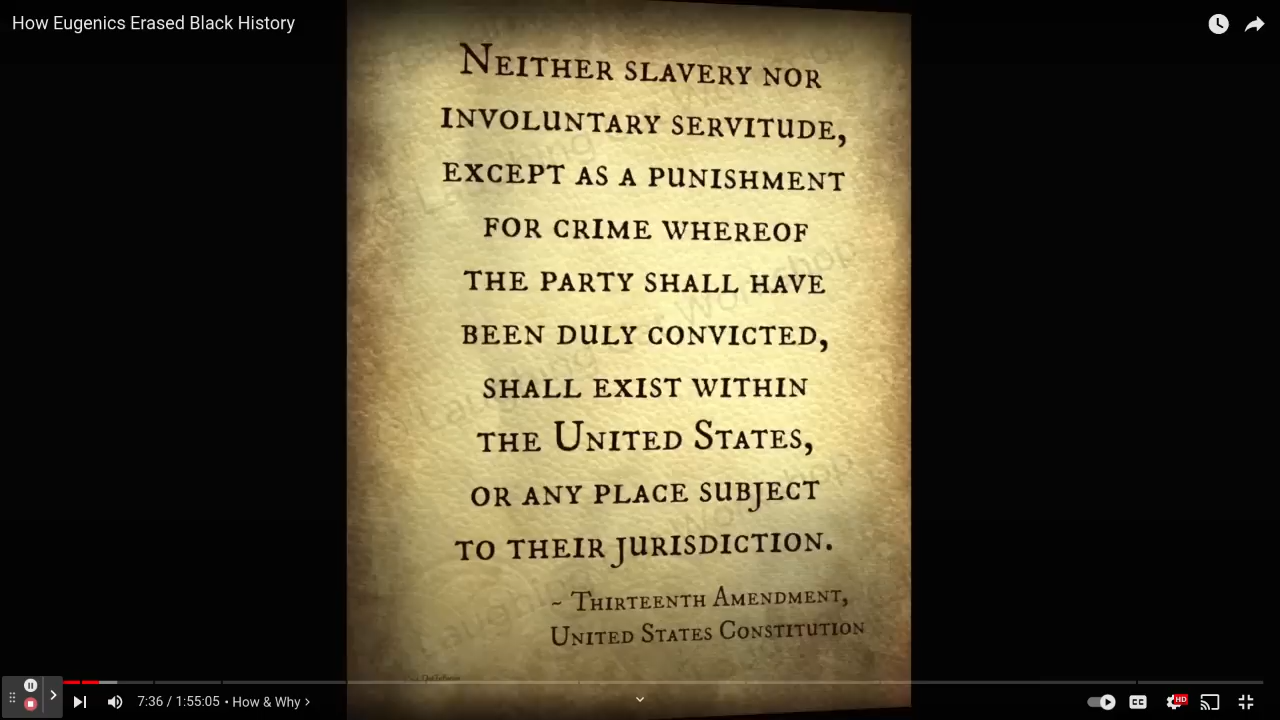 How Eugenics Erased Black History
Neither slavery nor
involuntary servitude,
except as a punishment
for crime whereof
the party shall have
been duly convicted,
shall exist within
the United States,
or any place subject
to their jurisdiction.
~ Thirteenth Amendment,
United States Constitution
7:36 / 1:55:05 • How & Why >
CC
HD